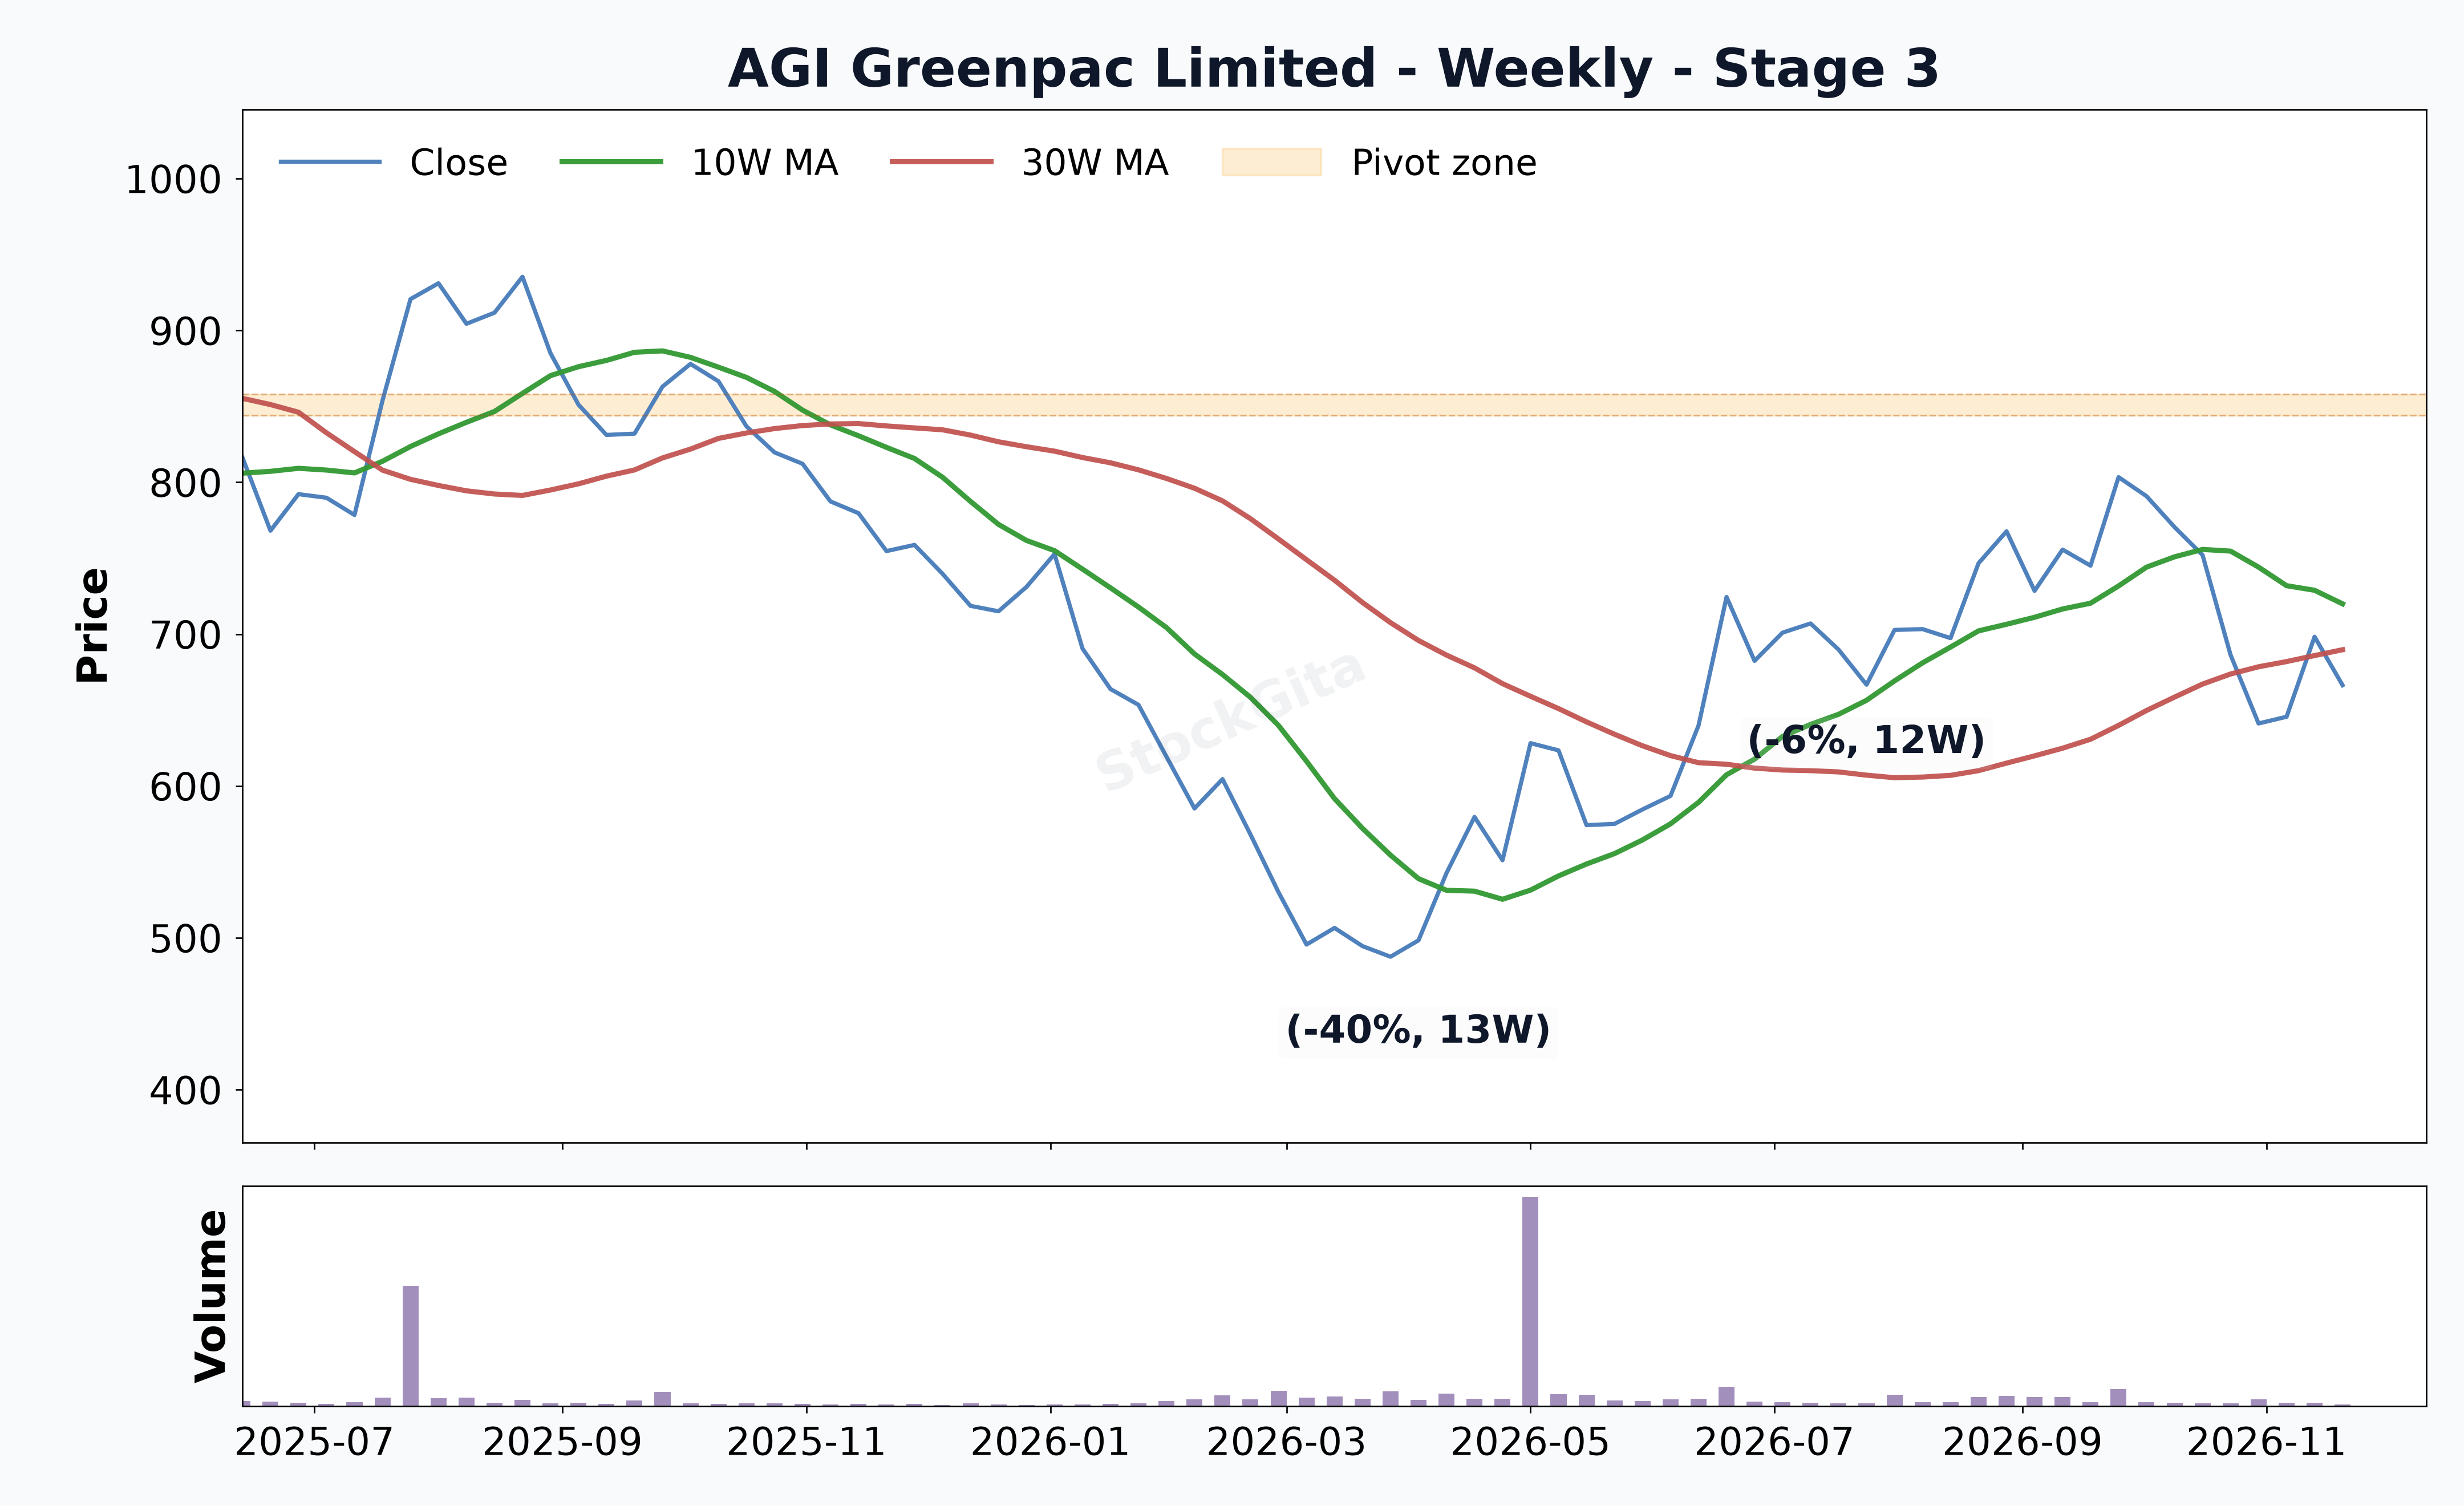 AGI Greenpac Limited - Weekly - Stage 3
Close 10W MA 30W MA Pivot zone
1000
900
800
700
600
500
400
Price
StockGita
(-6%, 12W)
(-40%, 13W)
Volume
2025-07 2025-09 2025-11 2026-01 2026-03 2026-05 2026-07 2026-09 2026-11